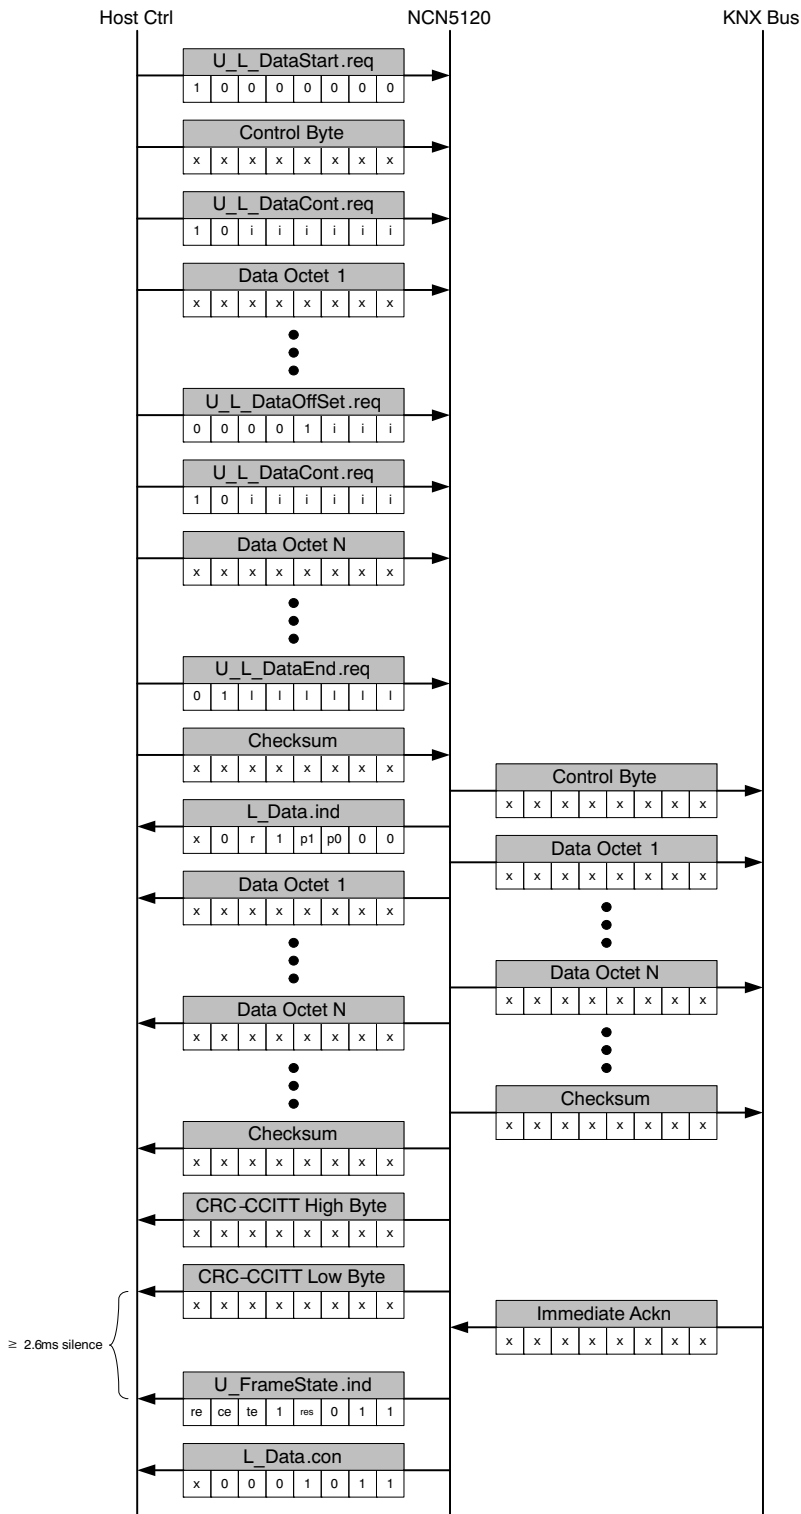 Host Ctrl NCN5120 KNX Bus
U_L_DataStart.req
1 0 0 0 0 0 0 0
Control Byte
x x x x x x x x
U_L_DataCont.req
1 0 i i i i i i
Data Octet 1
x x x x x x x x
U_L_DataOffSet.req
0 0 0 0 1 i i i
U_L_DataCont.req
1 0 i i i i i i
Data Octet N
x x x x x x x x
U_L_DataEnd.req
0 1 l l l l l l
Checksum
x x x x x x x x
Control Byte
x x x x x x x x
L_Data.ind
x 0 r 1 p1 p0 0 0
Data Octet 1
x x x x x x x x
Data Octet 1
x x x x x x x x
Data Octet N
x x x x x x x x
Data Octet N
x x x x x x x x
Checksum
x x x x x x x x
Checksum
x x x x x x x x
CRC-CCITT High Byte
x x x x x x x x
CRC-CCITT Low Byte
x x x x x x x x
Immediate Ackn
x x x x x x x x
≥ 2.6ms silence
U_FrameState.ind
re ce te 1 res 0 1 1
L_Data.con
x 0 0 0 1 0 1 1